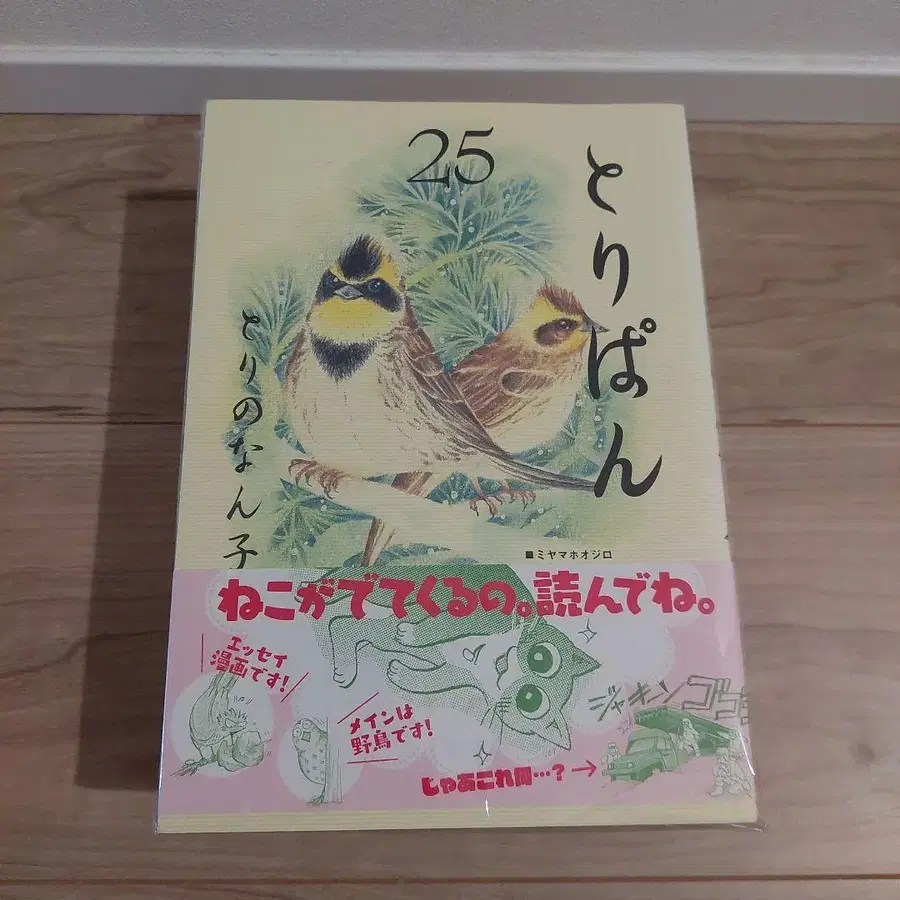 25
とりぱん
とりのなん子
■ミヤマホオジロ
ねこがでてくるの。読んでね。
エッセイ
漫画です!
メインは
野鳥です!
ジャキン
じゃあこれ何…?→